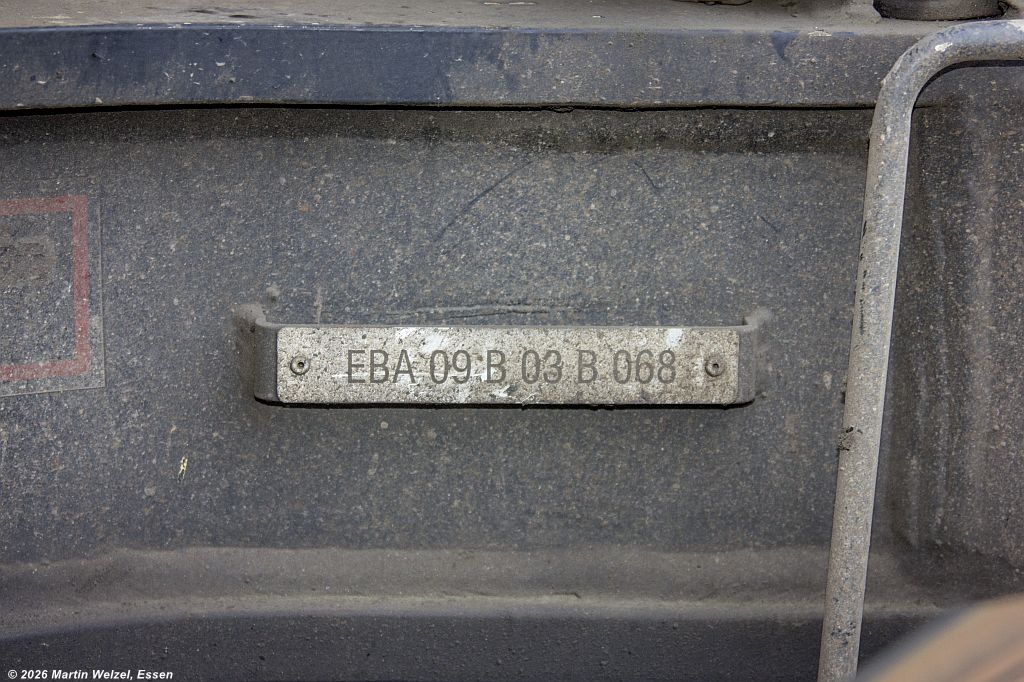 EBA 09 B 03 B 068
© 2026 Martin Welzel, Essen